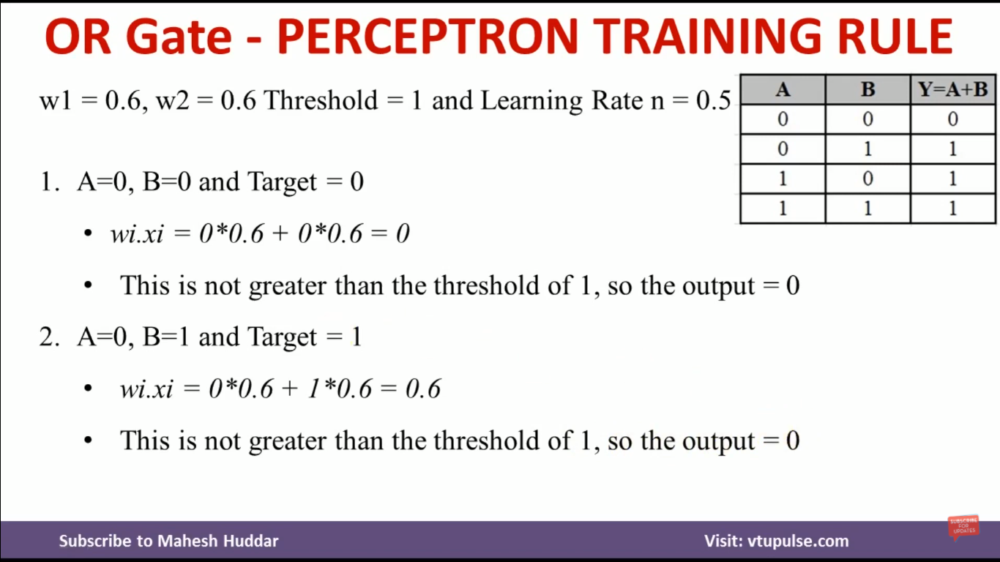 OR Gate - PERCEPTRON TRAINING RULE
w1 = 0.6, w2 = 0.6 Threshold = 1 and Learning Rate n = 0.5
A B Y=A+B
0 0 0
0 1 1
1 0 1
1 1 1
1. A=0, B=0 and Target = 0
• wi.xi = 0*0.6 + 0*0.6 = 0
• This is not greater than the threshold of 1, so the output = 0
2. A=0, B=1 and Target = 1
• wi.xi = 0*0.6 + 1*0.6 = 0.6
• This is not greater than the threshold of 1, so the output = 0
SUBSCRIBE
FOR
UPDATES
Subscribe to Mahesh Huddar
Visit: vtupulse.com